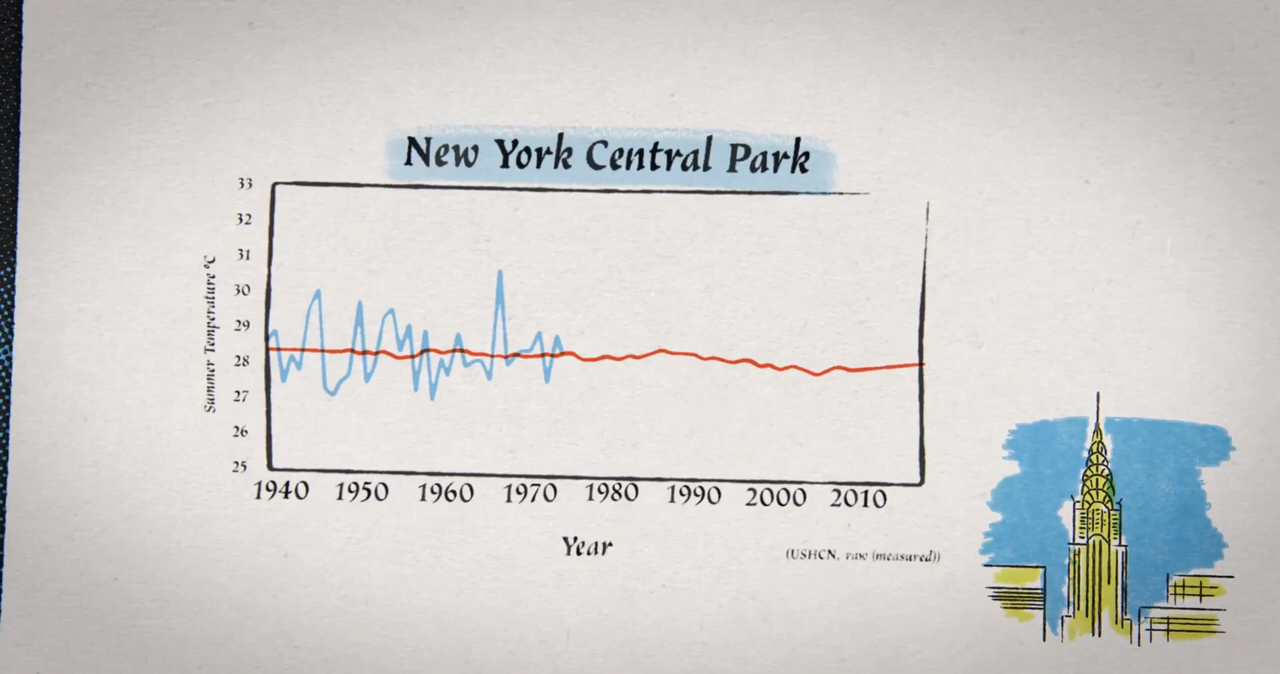 New York Central Park
33
32
31
30
29
28
27
26
25
Summer Temperature °C
1940 1950 1960 1970 1980 1990 2000 2010
Year
(USHCN, raw (measured))